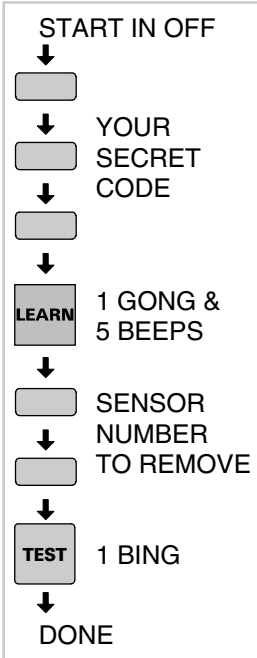 START IN OFF
YOUR
SECRET
CODE
LEARN
1 GONG &
5 BEEPS
SENSOR
NUMBER
TO REMOVE
TEST
1 BING
DONE